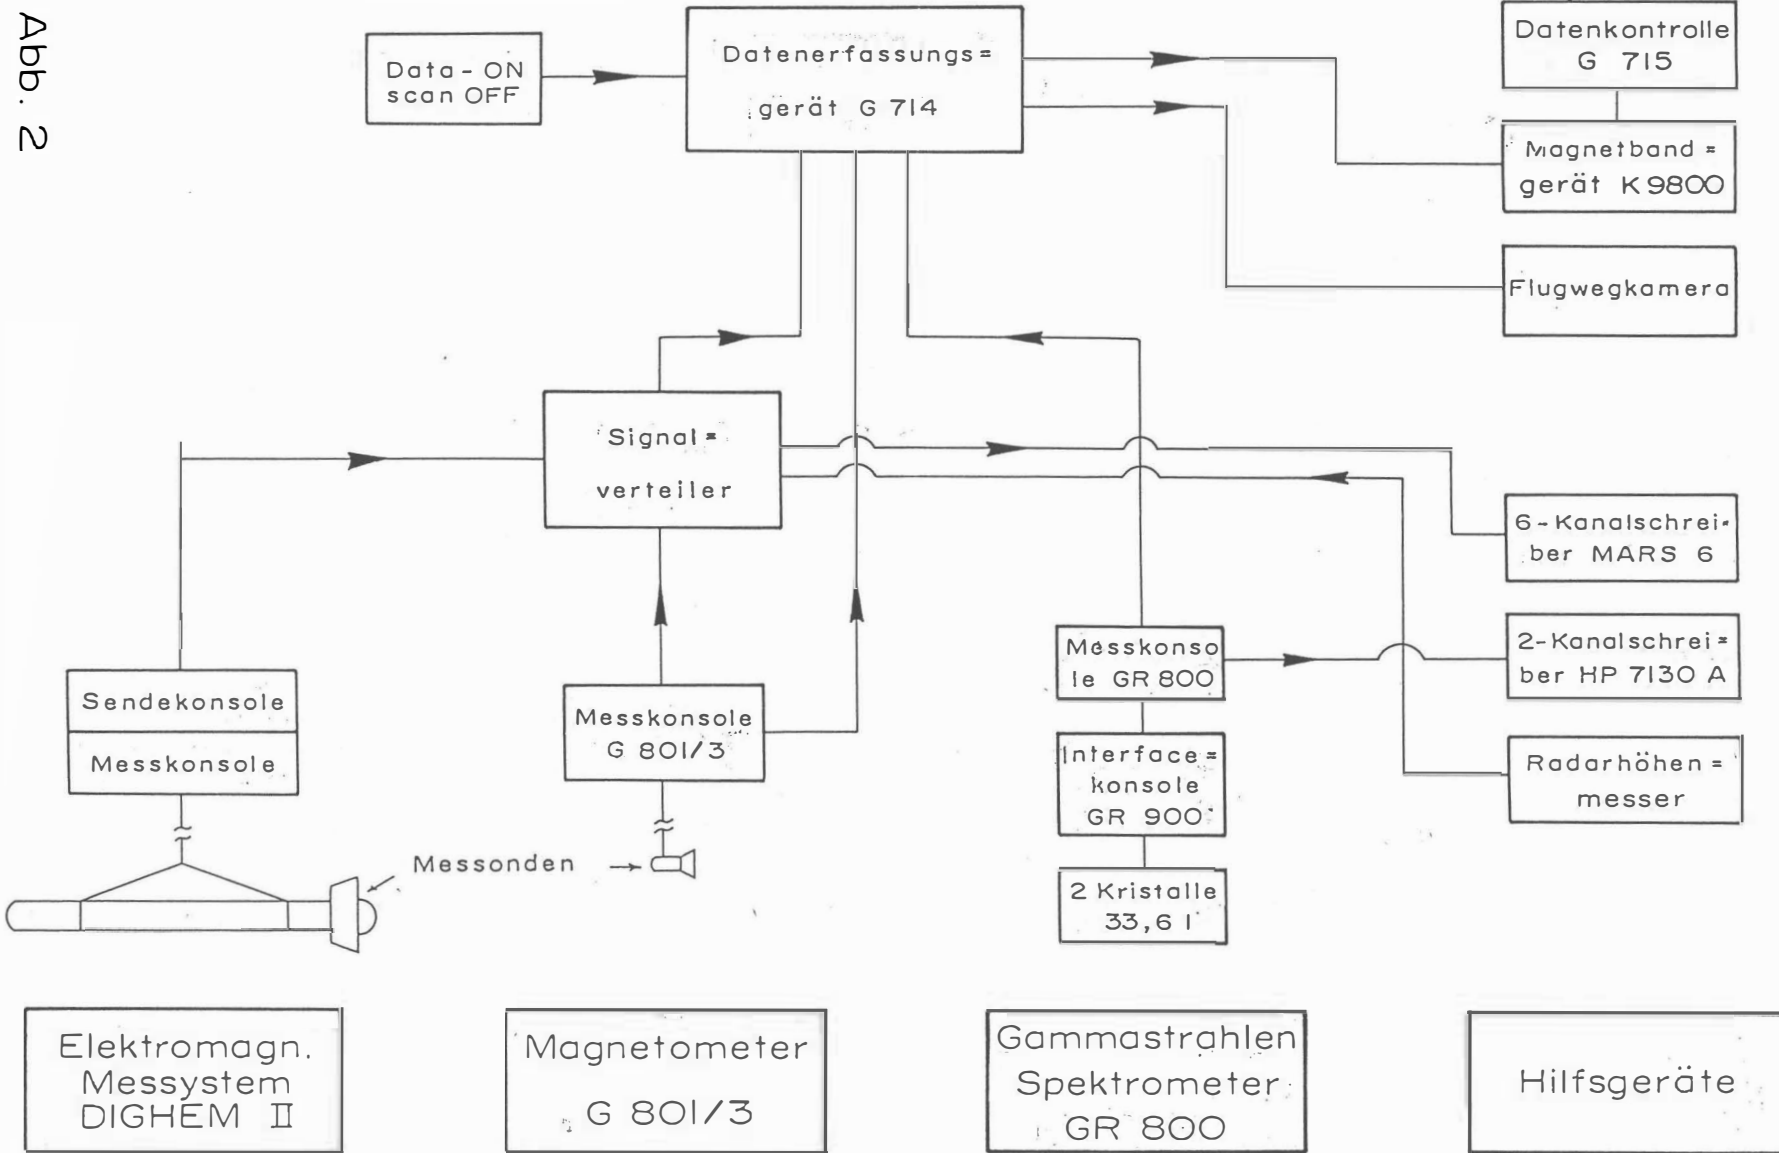 Abb. 2
Data - ON
scan OFF
Datenerfassungs=
gerät G 714
Datenkontrolle
G 715
Magnetband=
gerät K 9800
Flugwegkamera
Signal=
verteiler
6-Kanalschrei=
ber MARS 6
2-Kanalschrei=
ber HP 7130 A
Radarhöhen=
messer
Sendekonsole
Messkonsole
Messkonsole
G 801/3
Messkonso
le GR 800
Interface=
konsole
GR 900
2 Kristalle
33,6 l
Messonden
Elektromagn.
Messystem
DIGHEM II
Magnetometer
G 801/3
Gammastrahlen
Spektrometer
GR 800
Hilfsgeräte